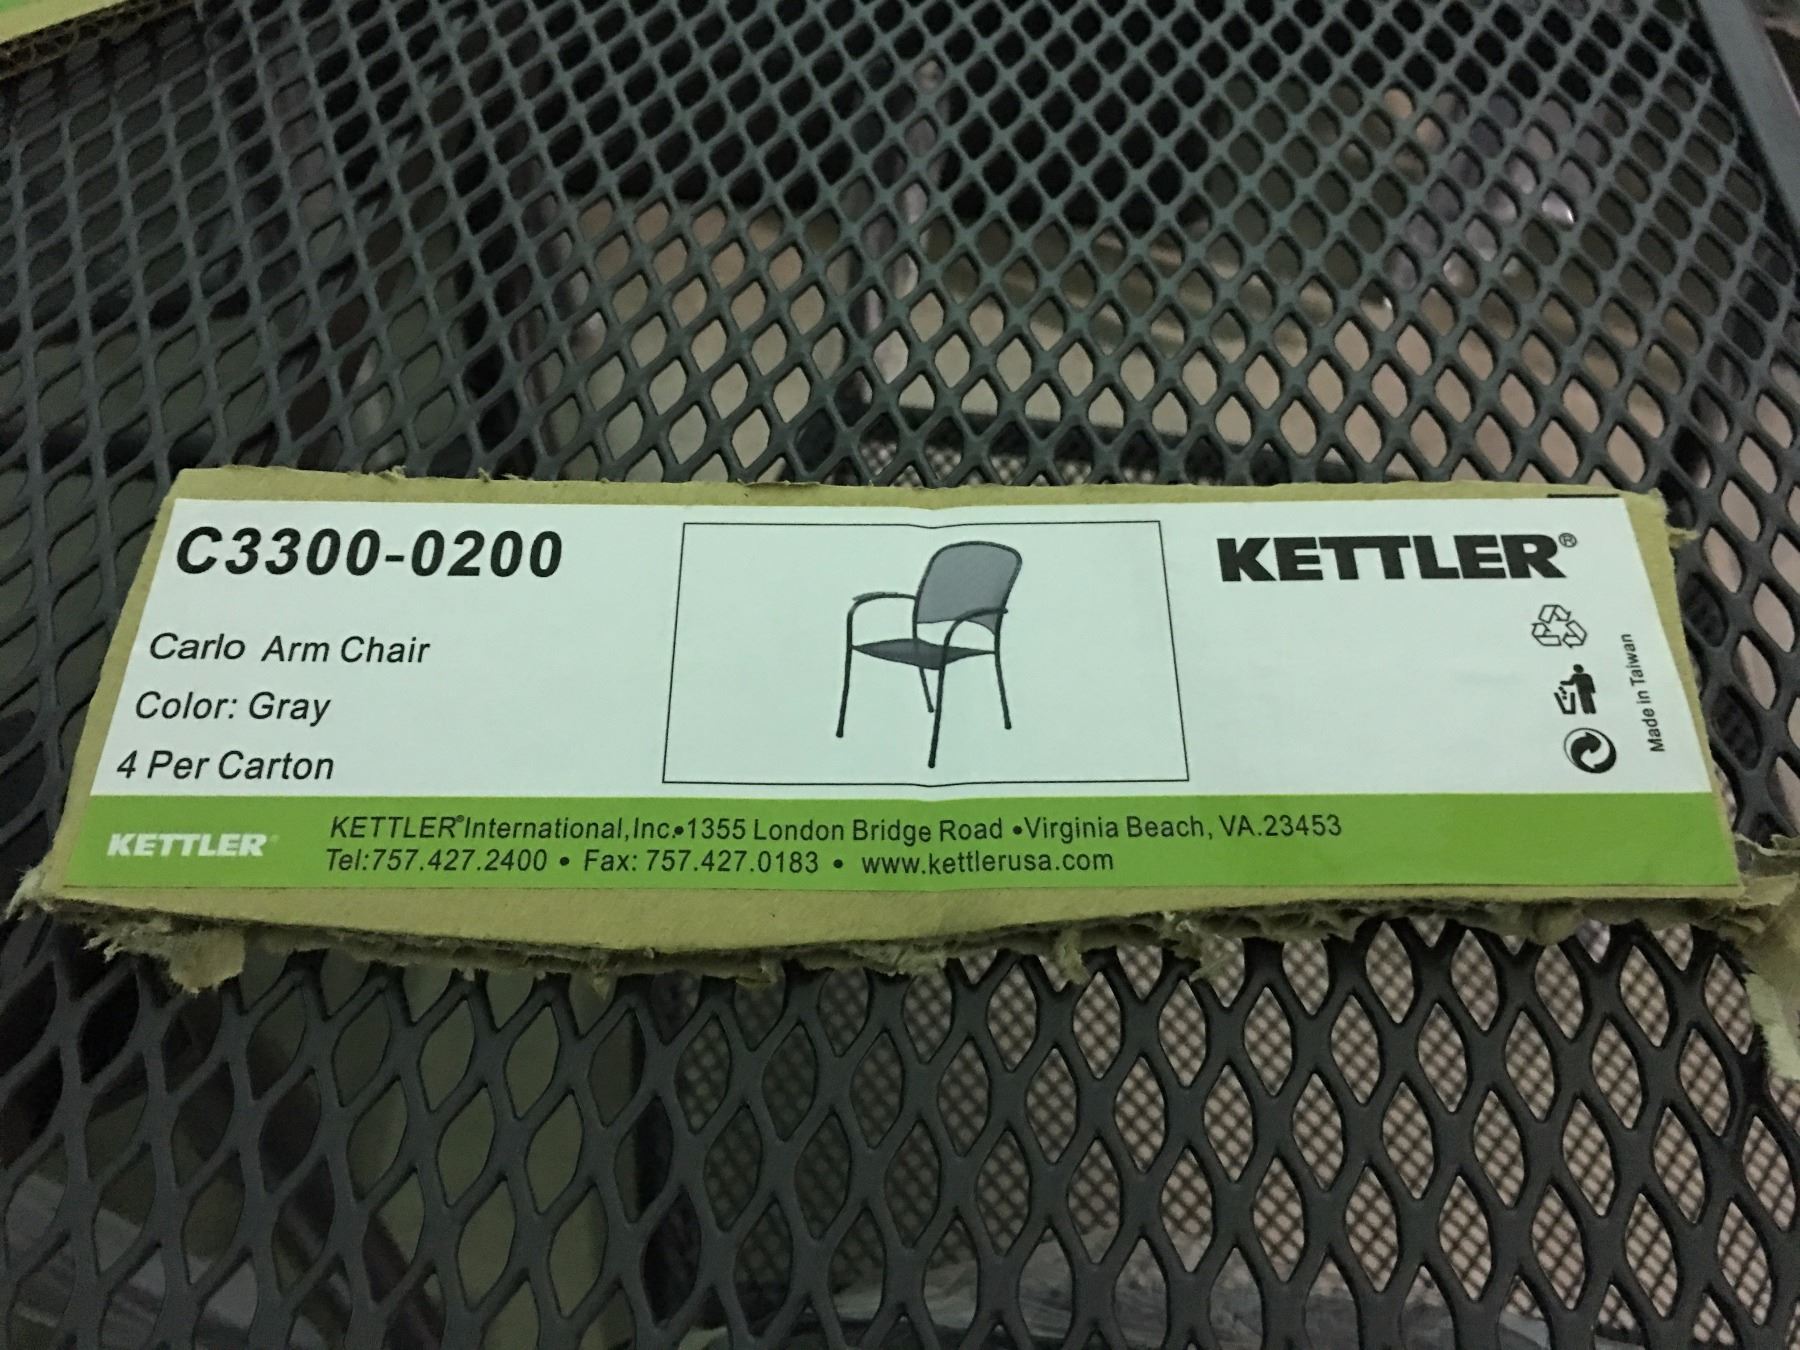 C3300-0200
Carlo Arm Chair
Color: Gray
4 Per Carton
KETTLER®
Made in Taiwan
KETTLER
KETTLER® International, Inc. • 1355 London Bridge Road • Virginia Beach, VA. 23453
Tel:757.427.2400 • Fax: 757.427.0183 • www.kettlerusa.com